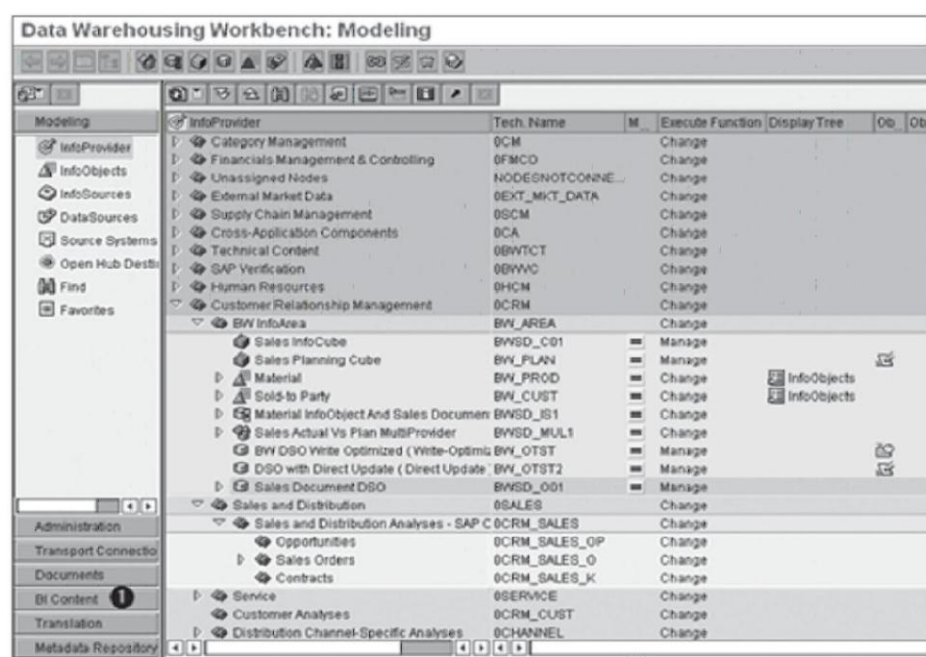 Data Warehousing Workbench: Modeling
Modeling
InfoProvider
InfoObjects
InfoSources
DataSources
Source Systems
Open Hub Desti
Find
Favorites
Administration
Transport Connectio
Documents
BI Content 1
Translation
Metadata Repository
InfoProvider Tech. Name M Execute Function Display Tree Ob Ob
Category Management 0CM Change
Financials Management & Controlling 0FMCO Change
Unassigned Nodes NODESNOTCONNE... Change
External Market Data 0EXT_MKT_DATA Change
Supply Chain Management 0SCM Change
Cross-Application Components 0CA Change
Technical Content 0BWTCT Change
SAP Verification 0BWVC Change
Human Resources 0HCM Change
Customer Relationship Management 0CRM Change
BW InfoArea BW_AREA Change
Sales InfoCube BWSD_C01 Manage
Sales Planning Cube BW_PLAN Manage
Material BW_PROD Change InfoObjects
Sold-to Party BW_CUST Change InfoObjects
Material InfoObject And Sales Documen BWSD_IS1 Change
Sales Actual Vs Plan MultiProvider BWSD_MUL1 Change
BW DSO Write Optimized ( Write-Optimiz BW_OTST Manage
DSO with Direct Update ( Direct Update BW_OTST2 Manage
Sales Document DSO BWSD_O01 Manage
Sales and Distribution 0SALES Change
Sales and Distribution Analyses - SAP C 0CRM_SALES Change
Opportunities 0CRM_SALES_OP Change
Sales Orders 0CRM_SALES_O Change
Contracts 0CRM_SALES_K Change
Service 0SERVICE Change
Customer Analyses 0CRM_CUST Change
Distribution Channel-Specific Analyses 0CHANNEL Change